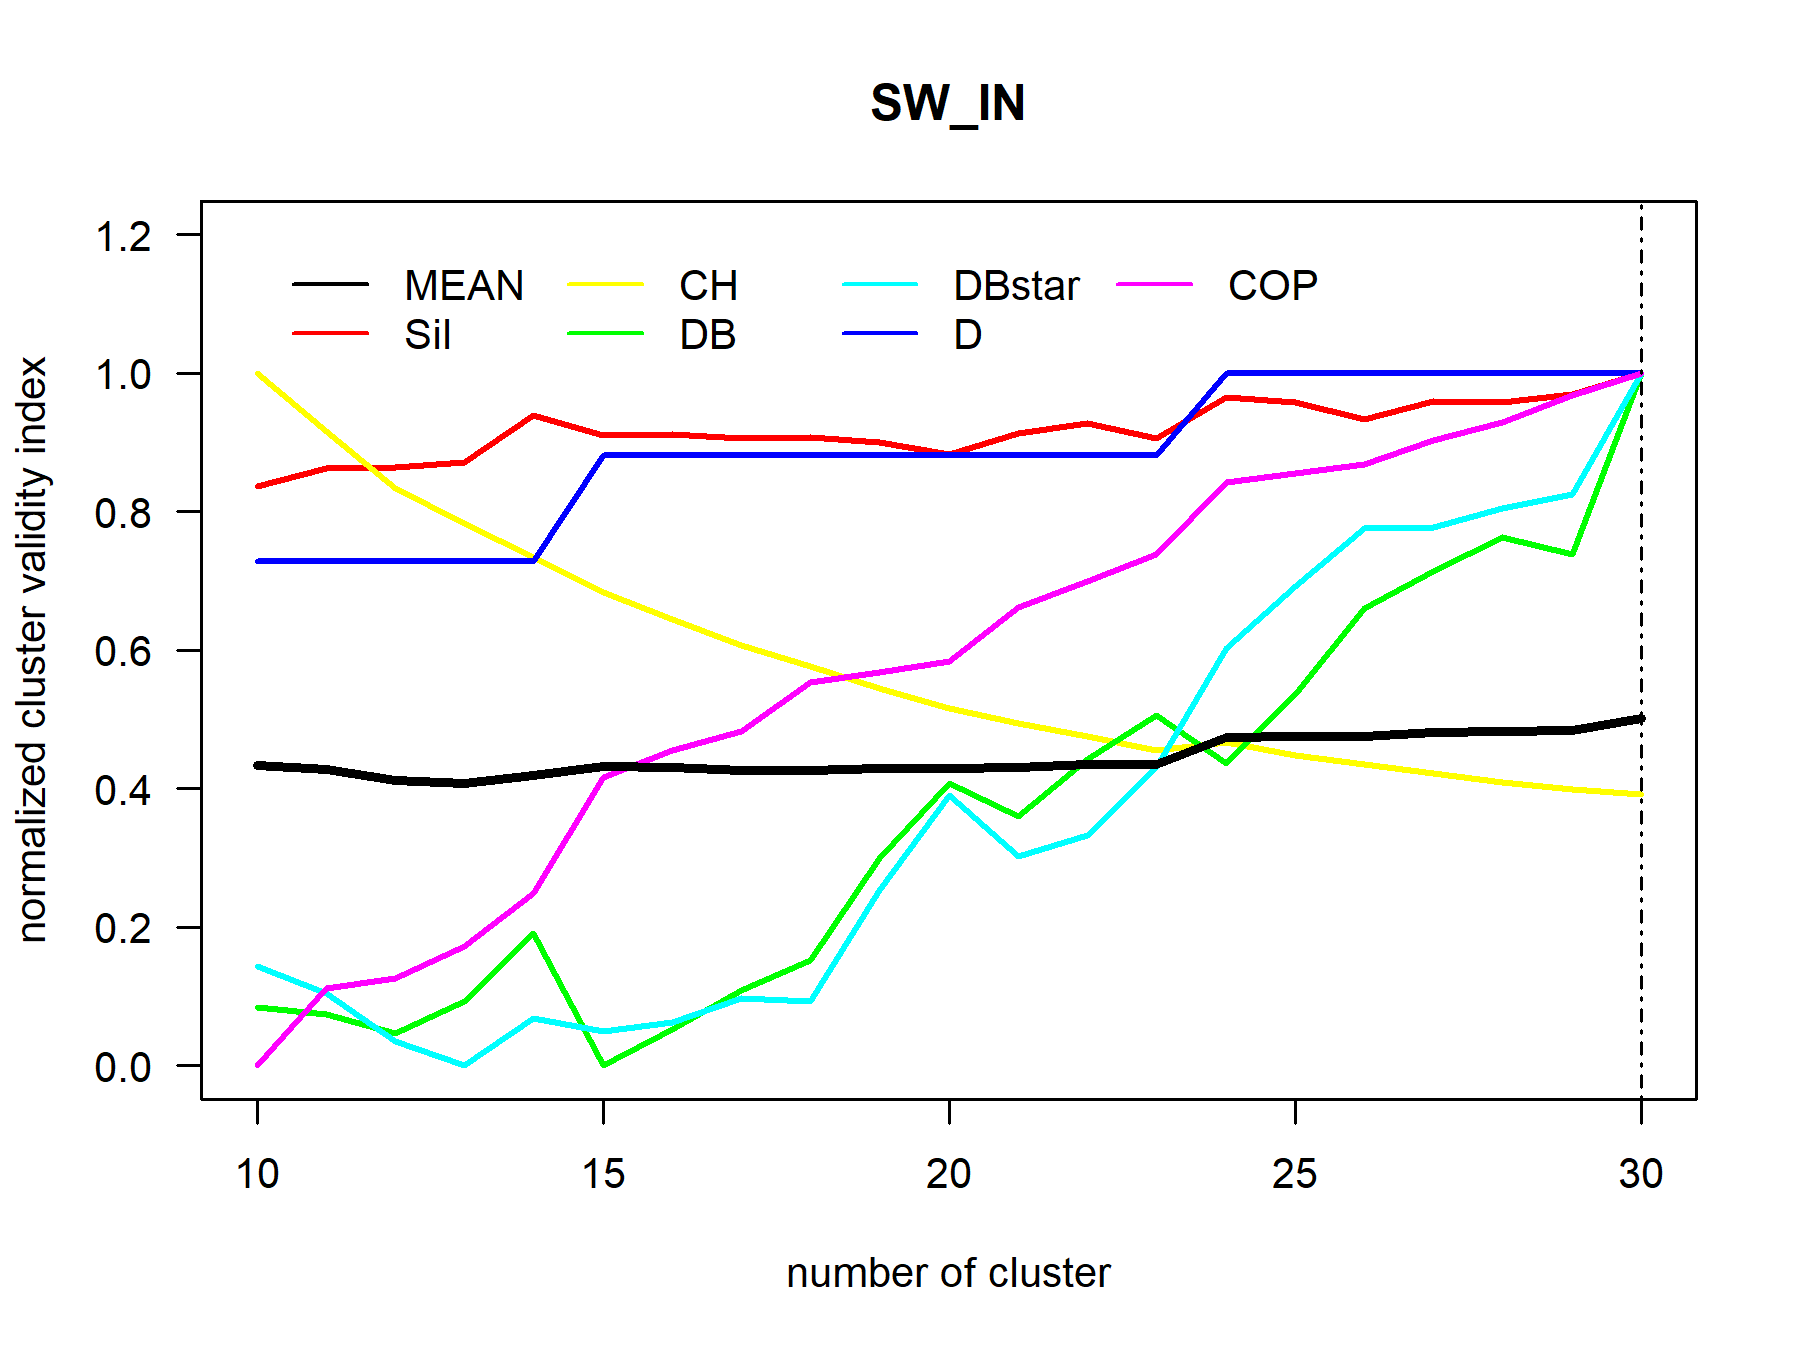 SW_IN
normalized cluster validity index
1.2
1.0
0.8
0.6
0.4
0.2
0.0
MEAN CH DBstar COP
Sil DB D
10 15 20 25 30
number of cluster